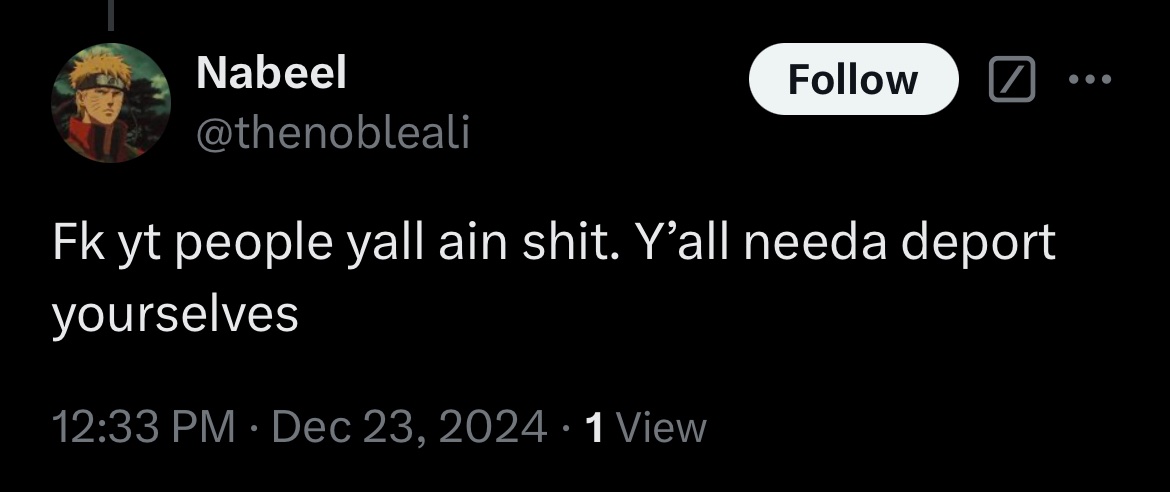 Nabeel
Follow
@thenobleali
Fk yt people yall ain shit. Y’all needa deport
yourselves
12:33 PM · Dec 23, 2024 · 1 View